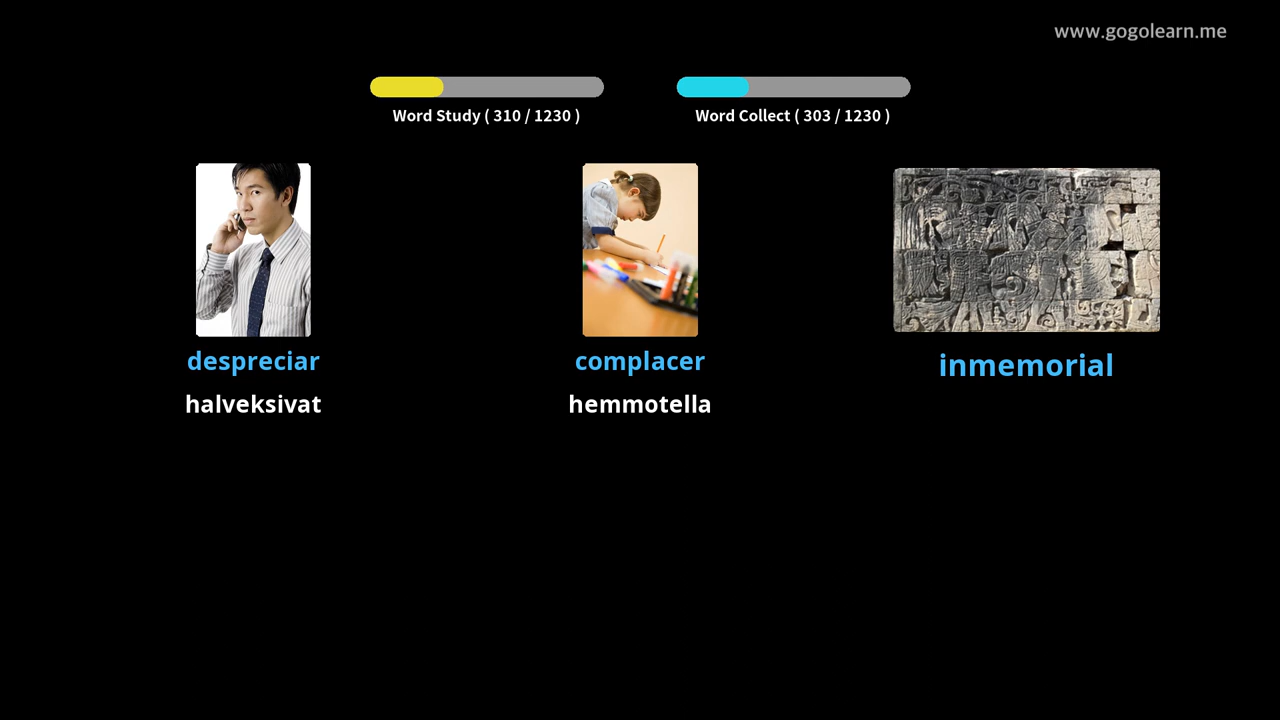 www.gogolearn.me
Word Study ( 310 / 1230 )
Word Collect ( 303 / 1230 )
despreciar
halveksivat
complacer
hemmotella
inmemorial